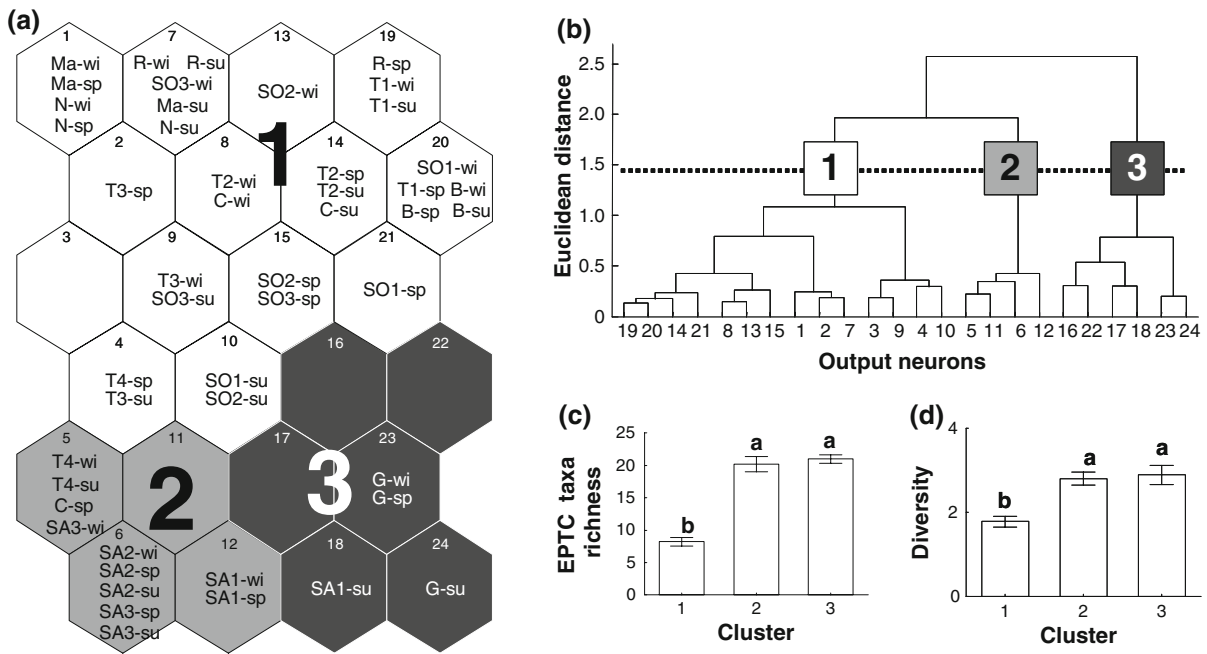 (a)
1 7 13 19
Ma-wi
Ma-sp
N-wi
N-sp
R-wi R-su
SO3-wi
Ma-su
N-su
SO2-wi
R-sp
T1-wi
T1-su
1
2 8 14 20
T3-sp
T2-wi
C-wi
T2-sp
T2-su
C-su
SO1-wi
T1-sp B-wi
B-sp B-su
3 9 15 21
T3-wi
SO3-su
SO2-sp
SO3-sp
SO1-sp
4 10 16 22
T4-sp
T3-su
SO1-su
SO2-su
5 11 17 23
T4-wi
T4-su
C-sp
SA3-wi
2
3
G-wi
G-sp
6 12 18 24
SA2-wi
SA2-sp
SA2-su
SA3-sp
SA3-su
SA1-wi
SA1-sp
SA1-su
G-su
(b)
Euclidean distance
2.5
2.0
1.5
1.0
0.5
0
1 2 3
19 20 14 21 8 13 15 1 2 7 3 9 4 10 5 11 6 12 16 22 17 18 23 24
Output neurons
(c)
EPTC taxa
richness
25
20
15
10
5
0
b a a
1 2 3
Cluster
(d)
Diversity
4
2
0
b a a
1 2 3
Cluster